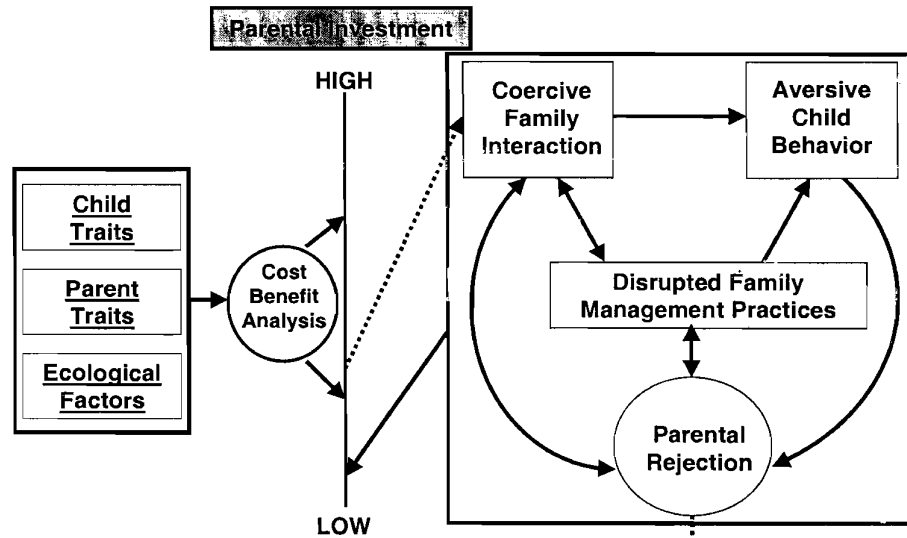 Parental Investment
HIGH
Coercive
Family
Interaction
Aversive
Child
Behavior
Child
Traits
Parent
Traits
Ecological
Factors
Cost
Benefit
Analysis
Disrupted Family
Management Practices
Parental
Rejection
LOW